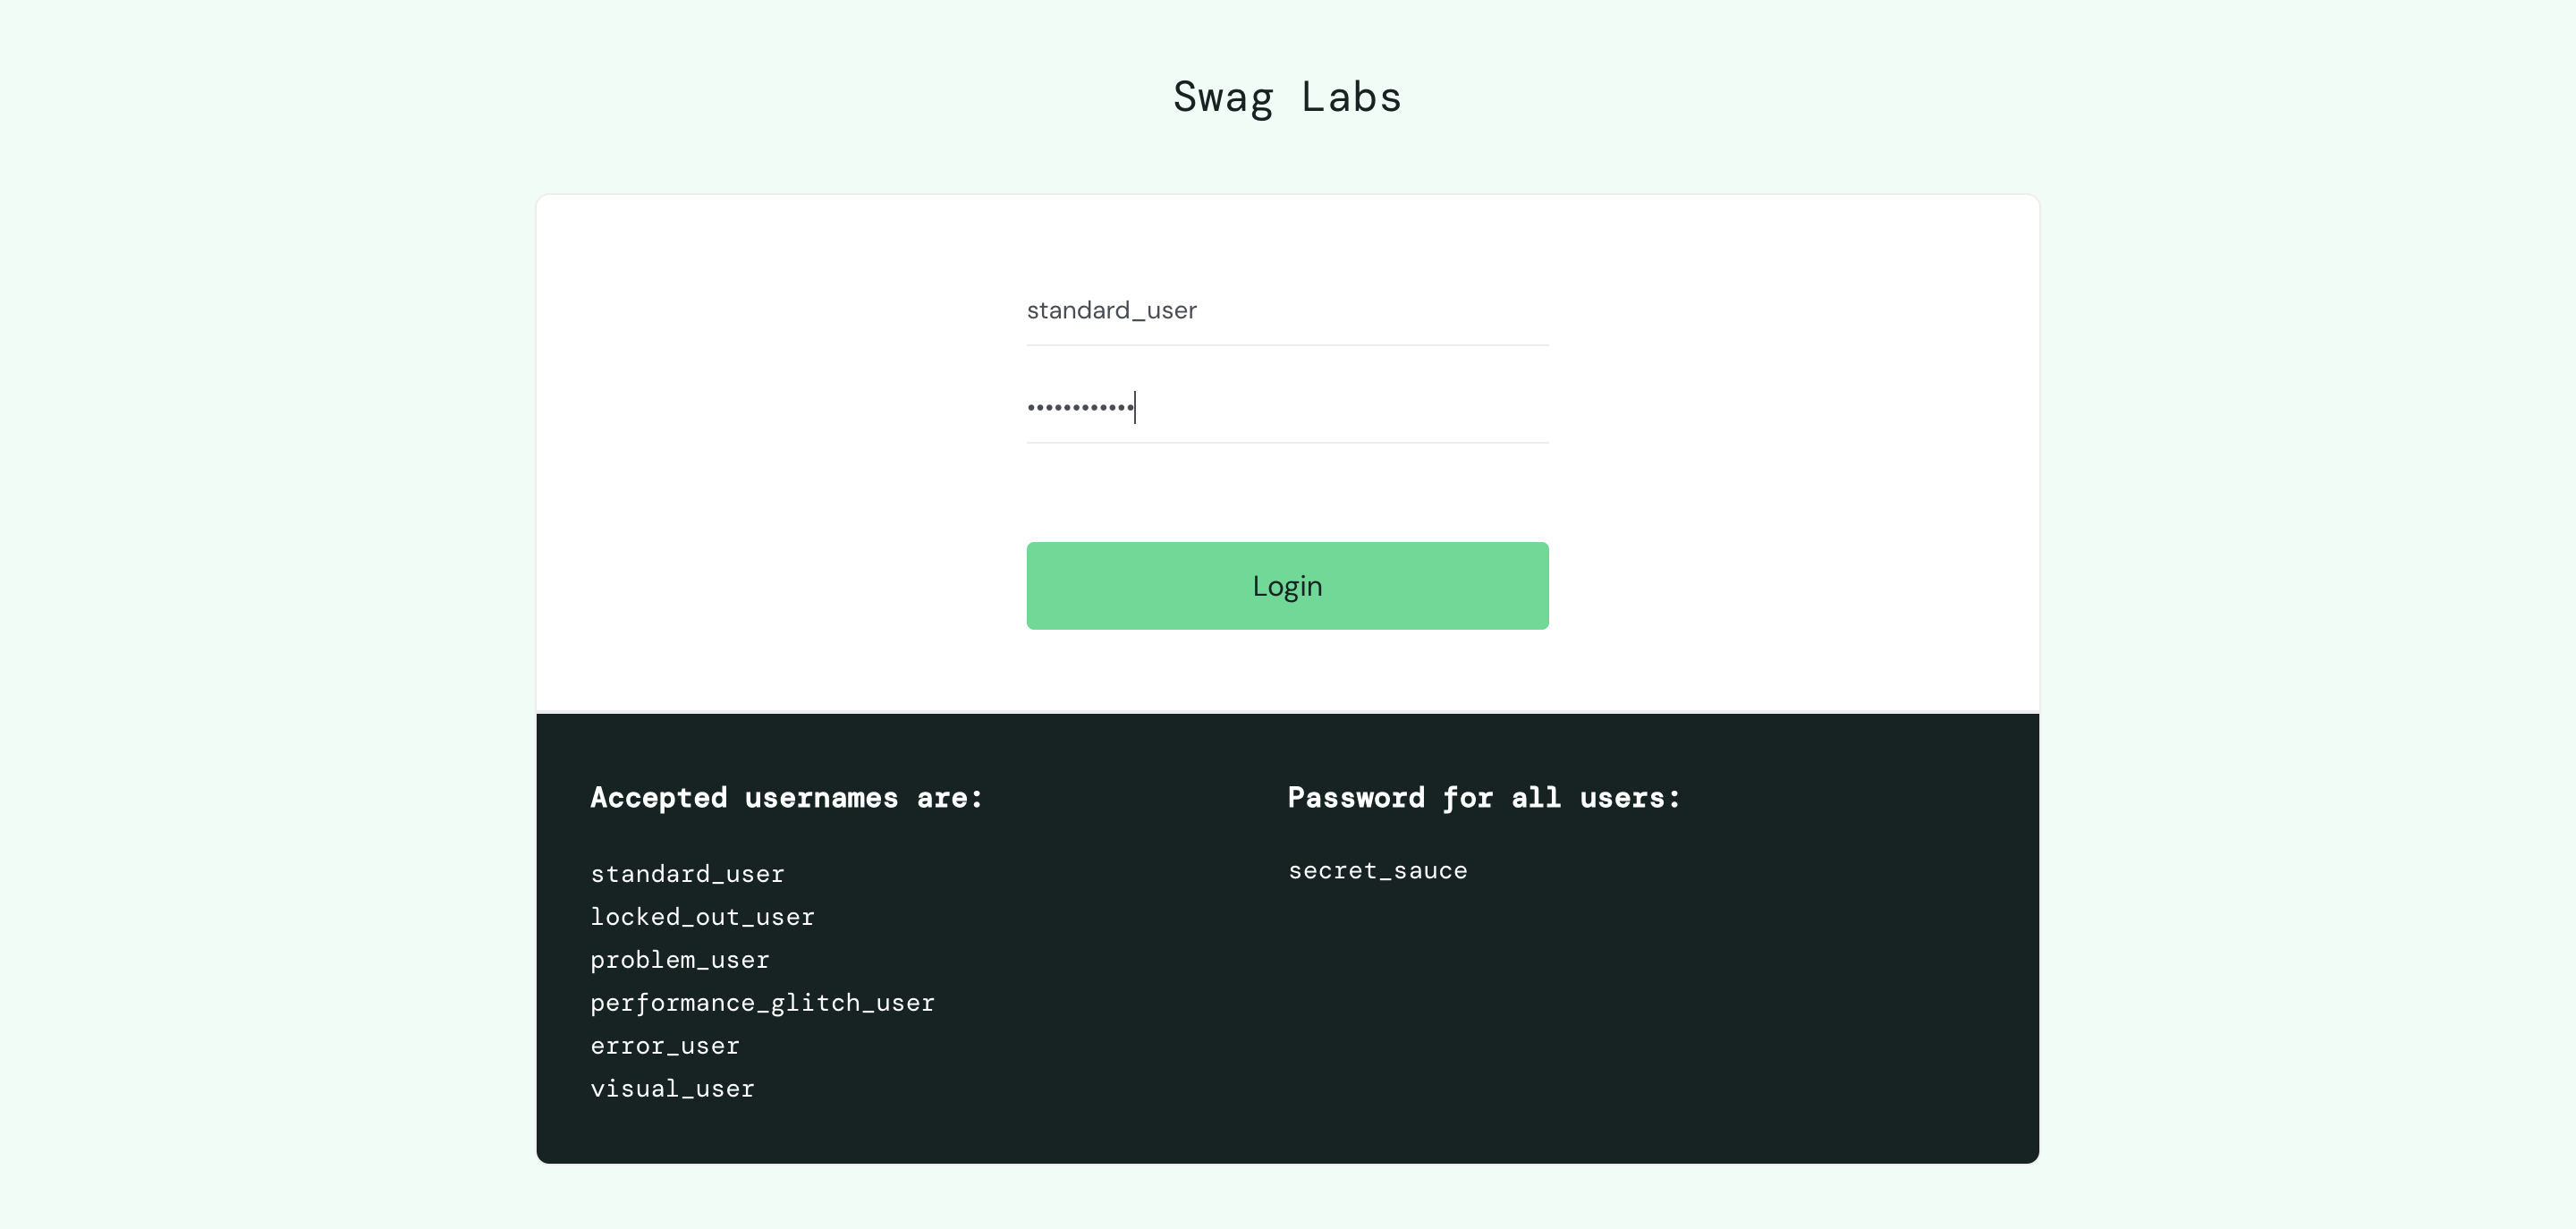 Swag Labs
standard_user
••••••••••••
Login
Accepted usernames are:
standard_user
locked_out_user
problem_user
performance_glitch_user
error_user
visual_user
Password for all users:
secret_sauce